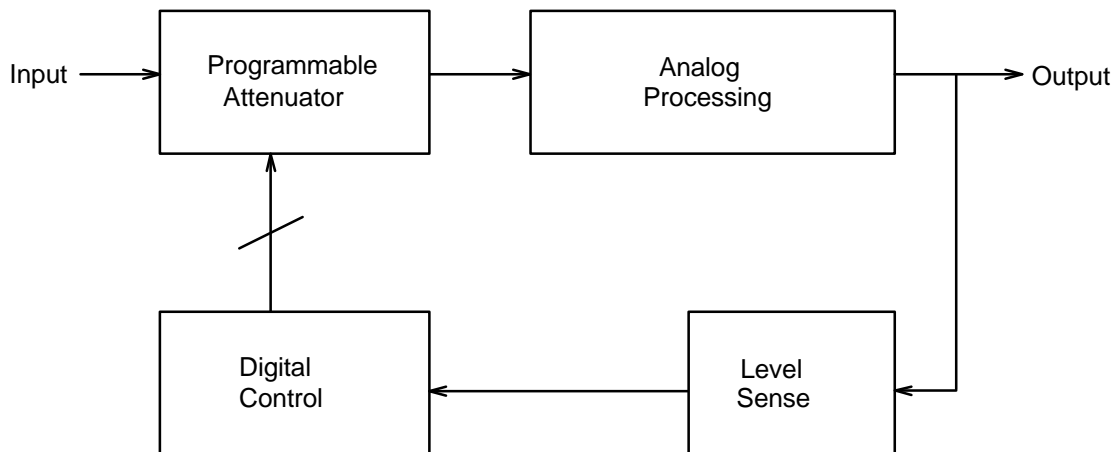 Input
Programmable
Attenuator
Analog
Processing
Output
Digital
Control
Level
Sense